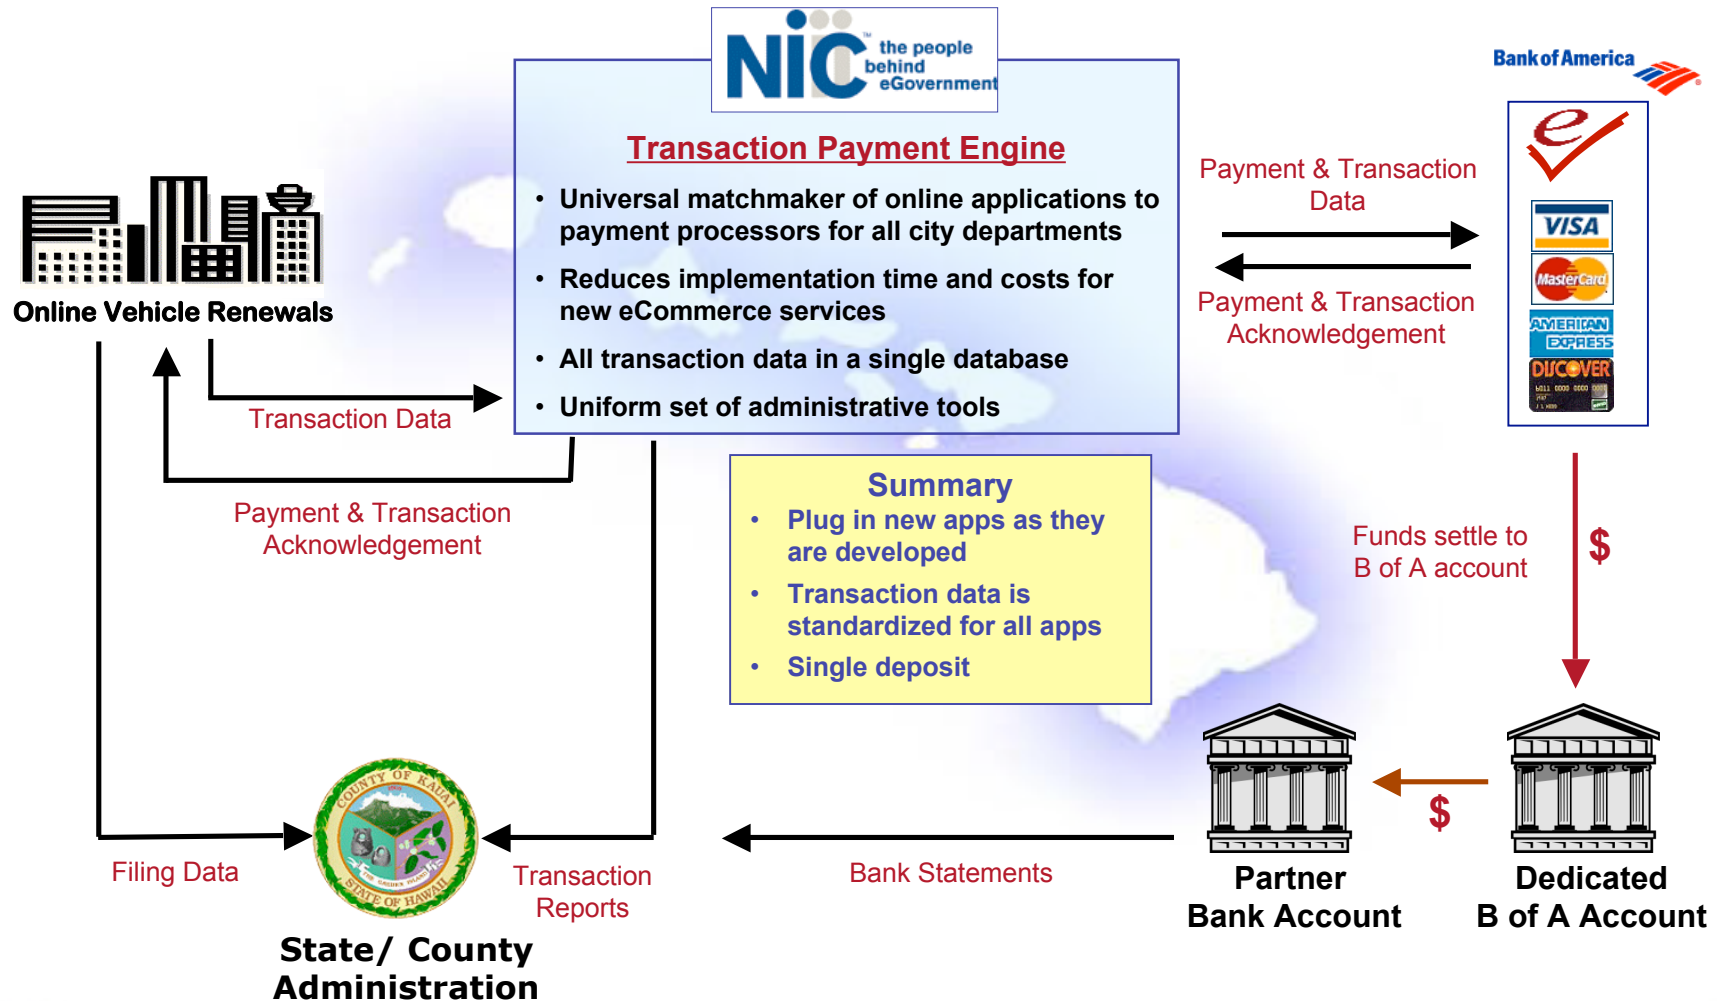 NIC™
the people
behind
eGovernment
Bank of America
Transaction Payment Engine
• Universal matchmaker of online applications to
payment processors for all city departments
• Reduces implementation time and costs for
new eCommerce services
• All transaction data in a single database
• Uniform set of administrative tools
Online Vehicle Renewals
Payment & Transaction
Data
Payment & Transaction
Acknowledgement
e
VISA
MasterCard
AMERICAN
EXPRESS
DISCOVER
6011 0000 0000
Transaction Data
Payment & Transaction
Acknowledgement
Summary
• Plug in new apps as they
are developed
• Transaction data is
standardized for all apps
• Single deposit
Funds settle to
B of A account
$
$
COUNTY OF KAUAI
STATE OF HAWAII
Filing Data
Transaction
Reports
Bank Statements
Partner
Bank Account
Dedicated
B of A Account
State/ County
Administration